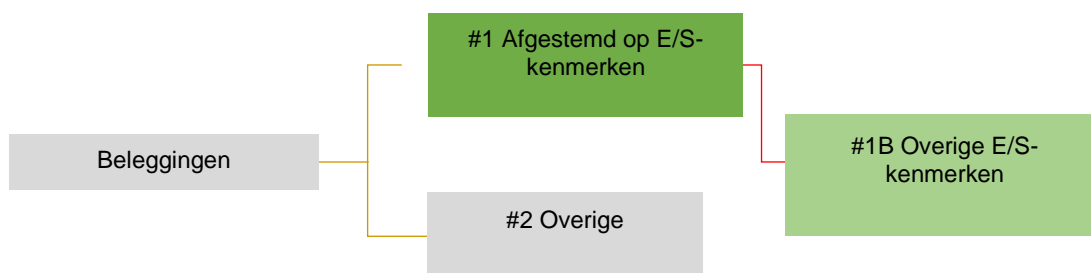 #1 Afgestemd op E/S-
kenmerken
Beleggingen
#1B Overige E/S-
kenmerken
#2 Overige